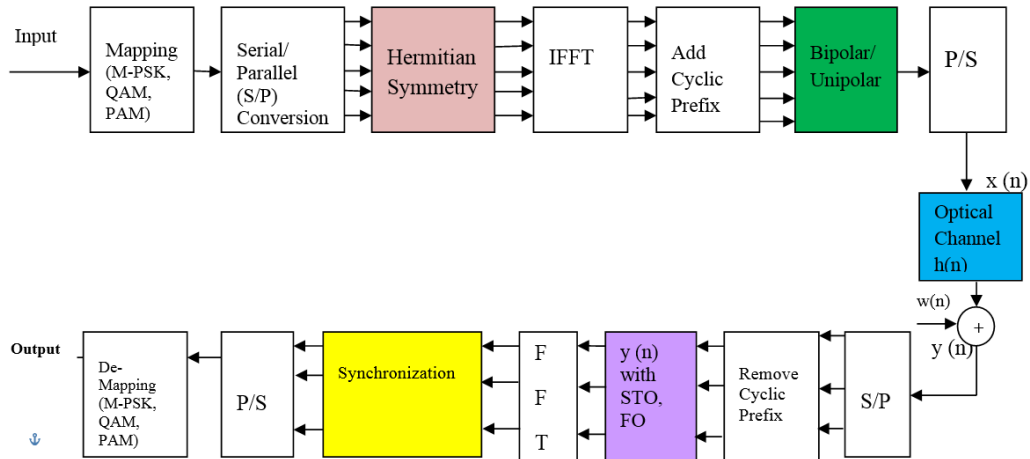 Input
Mapping
(M-PSK,
QAM,
PAM)
Serial/
Parallel
(S/P)
Conversion
Hermitian
Symmetry
IFFT
Add
Cyclic
Prefix
Bipolar/
Unipolar
P/S
x (n)
Optical
Channel
h(n)
w(n)
+
y (n)
S/P
Remove
Cyclic
Prefix
y (n)
with
STO,
FO
F
F
T
Synchronization
P/S
De-
Mapping
(M-PSK,
QAM,
PAM)
Output